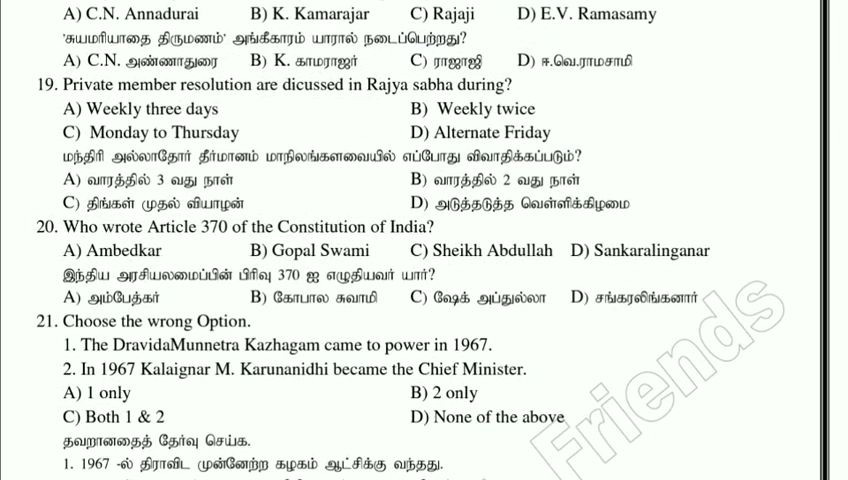 A) C.N. Annadurai B) K. Kamarajar C) Rajaji D) E.V. Ramasamy
'சுயமரியாதை திருமணம்' அங்கீகாரம் யாரால் நடைப்பெற்றது?
A) C.N. அண்ணாதுரை B) K. காமராஜர் C) ராஜாஜி D) ஈ.வெ.ராமசாமி
19. Private member resolution are dicussed in Rajya sabha during?
A) Weekly three days B) Weekly twice
C) Monday to Thursday D) Alternate Friday
மந்திரி அல்லாதோர் தீர்மானம் மாநிலங்களவையில் எப்போது விவாதிக்கப்படும்?
A) வாரத்தில் 3 வது நாள் B) வாரத்தில் 2 வது நாள்
C) திங்கள் முதல் வியாழன் D) அடுத்தடுத்த வெள்ளிக்கிழமை
20. Who wrote Article 370 of the Constitution of India?
A) Ambedkar B) Gopal Swami C) Sheikh Abdullah D) Sankaralinganar
இந்திய அரசியலமைப்பின் பிரிவு 370 ஐ எழுதியவர் யார்?
A) அம்பேத்கர் B) கோபால சுவாமி C) ஷேக் அப்துல்லா D) சங்கரலிங்கனார்
21. Choose the wrong Option.
1. The DravidaMunnetra Kazhagam came to power in 1967.
2. In 1967 Kalaignar M. Karunanidhi became the Chief Minister.
A) 1 only B) 2 only
C) Both 1 & 2 D) None of the above
தவறானதைத் தேர்வு செய்க.
1. 1967 -ல் திராவிட முன்னேற்ற கழகம் ஆட்சிக்கு வந்தது.
Friends